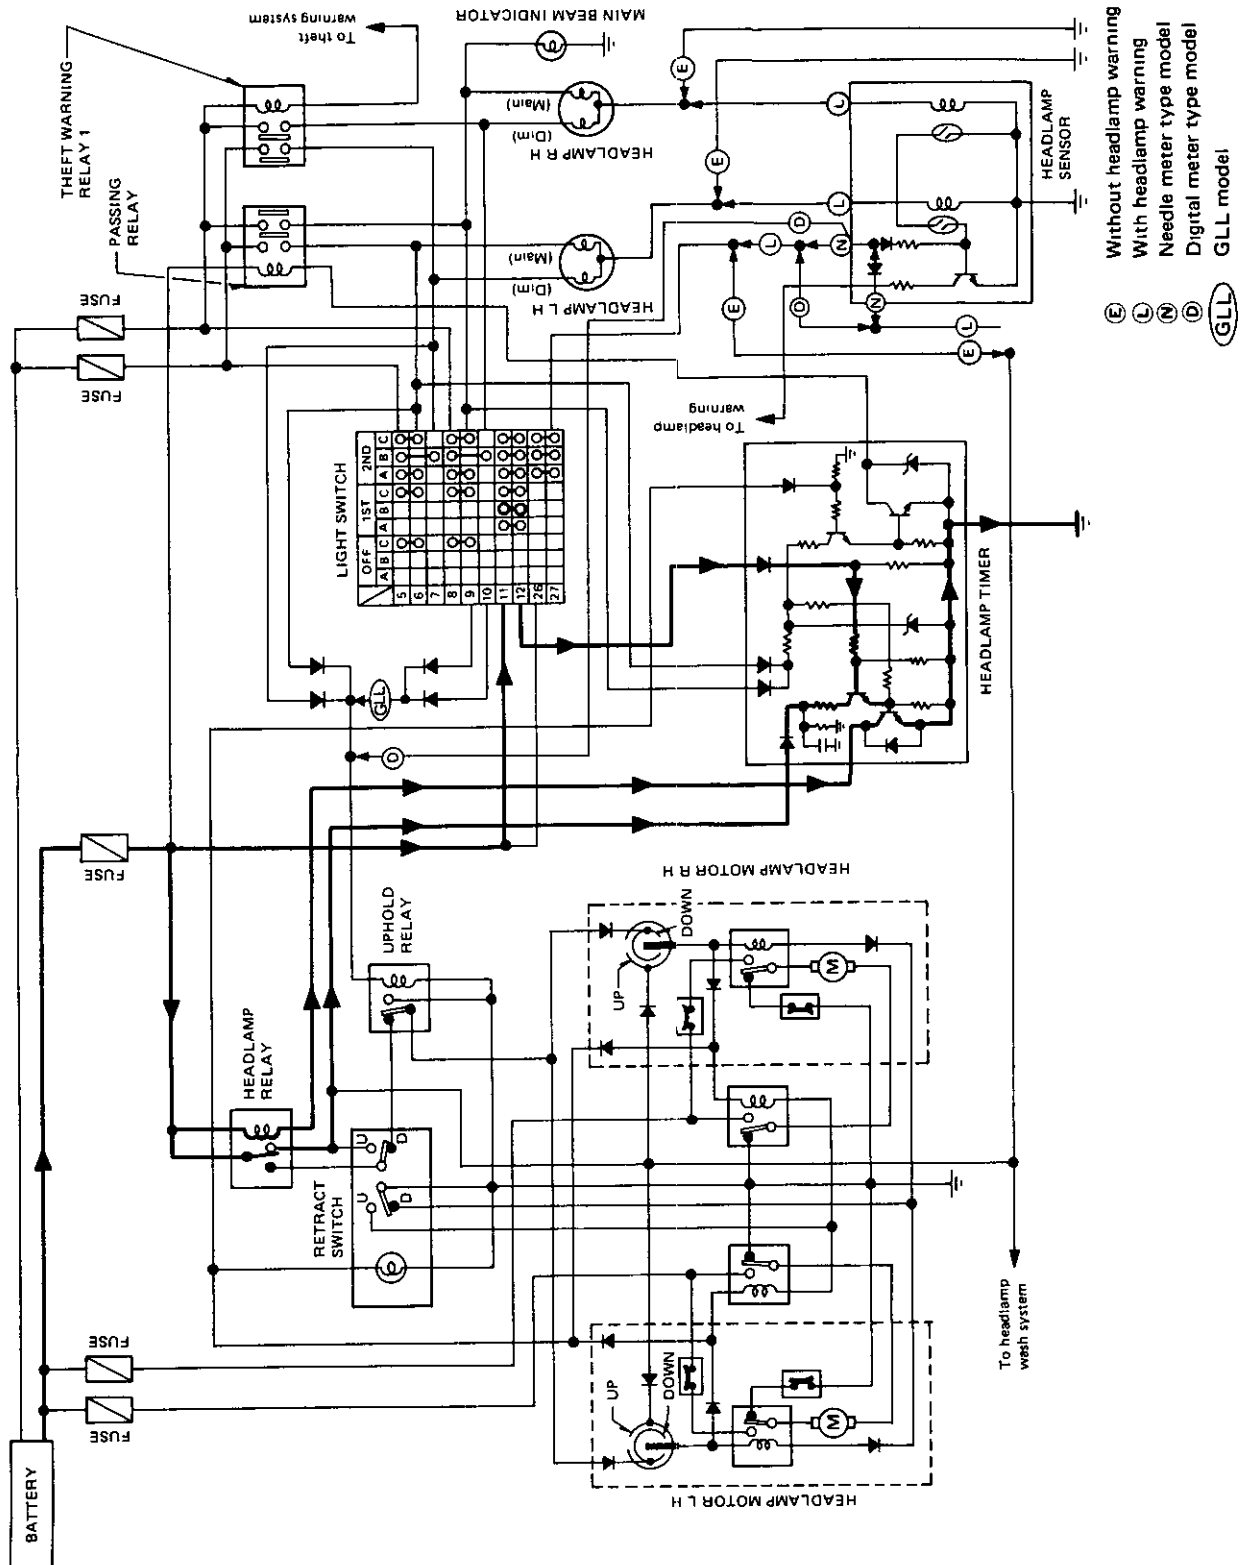 BATTERY
FUSE
FUSE
FUSE
FUSE
FUSE
THEFT WARNING
RELAY 1
PASSING
RELAY
To theft
warning system
MAIN BEAM INDICATOR
(Main)
(Dim)
HEADLAMP R H
(Main)
(Dim)
HEADLAMP L H
LIGHT SWITCH
OFF
1ST
2ND
A
B
C
A
B
C
A
B
C
5
6
7
8
9
10
11
12
26
27
GLL
D
E
E
L
L
D
N
L
E
D
N
L
E
HEADLAMP
SENSOR
To headlamp
warning
HEADLAMP TIMER
HEADLAMP
RELAY
UPHOLD
RELAY
RETRACT
SWITCH
U
D
U
D
HEADLAMP MOTOR R H
UP
DOWN
M
HEADLAMP MOTOR L H
UP
DOWN
M
To headlamp
wash system
E Without headlamp warning
L With headlamp warning
N Needle meter type model
D Digital meter type model
GLL GLL model